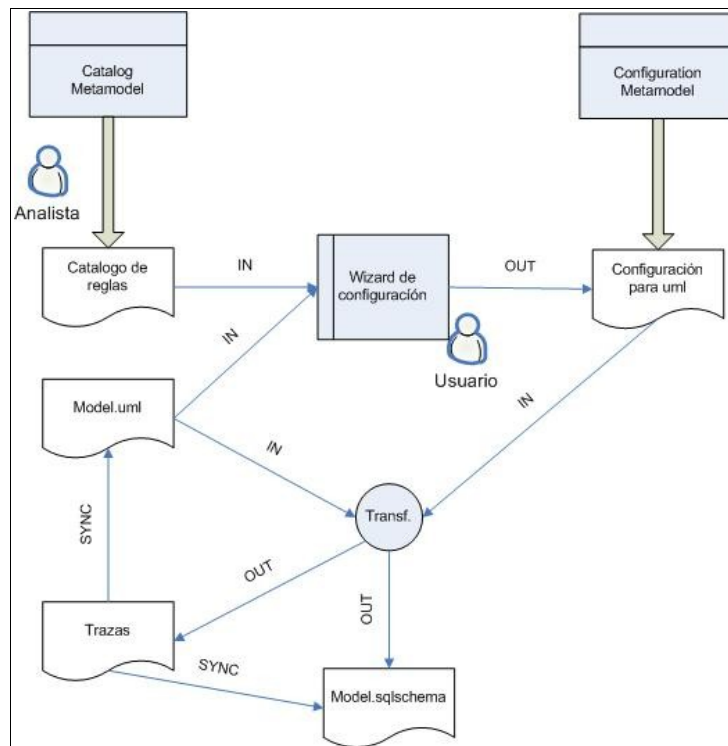 Catalog
Metamodel
Configuration
Metamodel
Analista
Catalogo de
reglas
IN
Wizard de
configuración
OUT
Configuración
para uml
Usuario
IN
Model.uml
IN
IN
Transf.
SYNC
OUT
OUT
Trazas
SYNC
Model.sqlschema